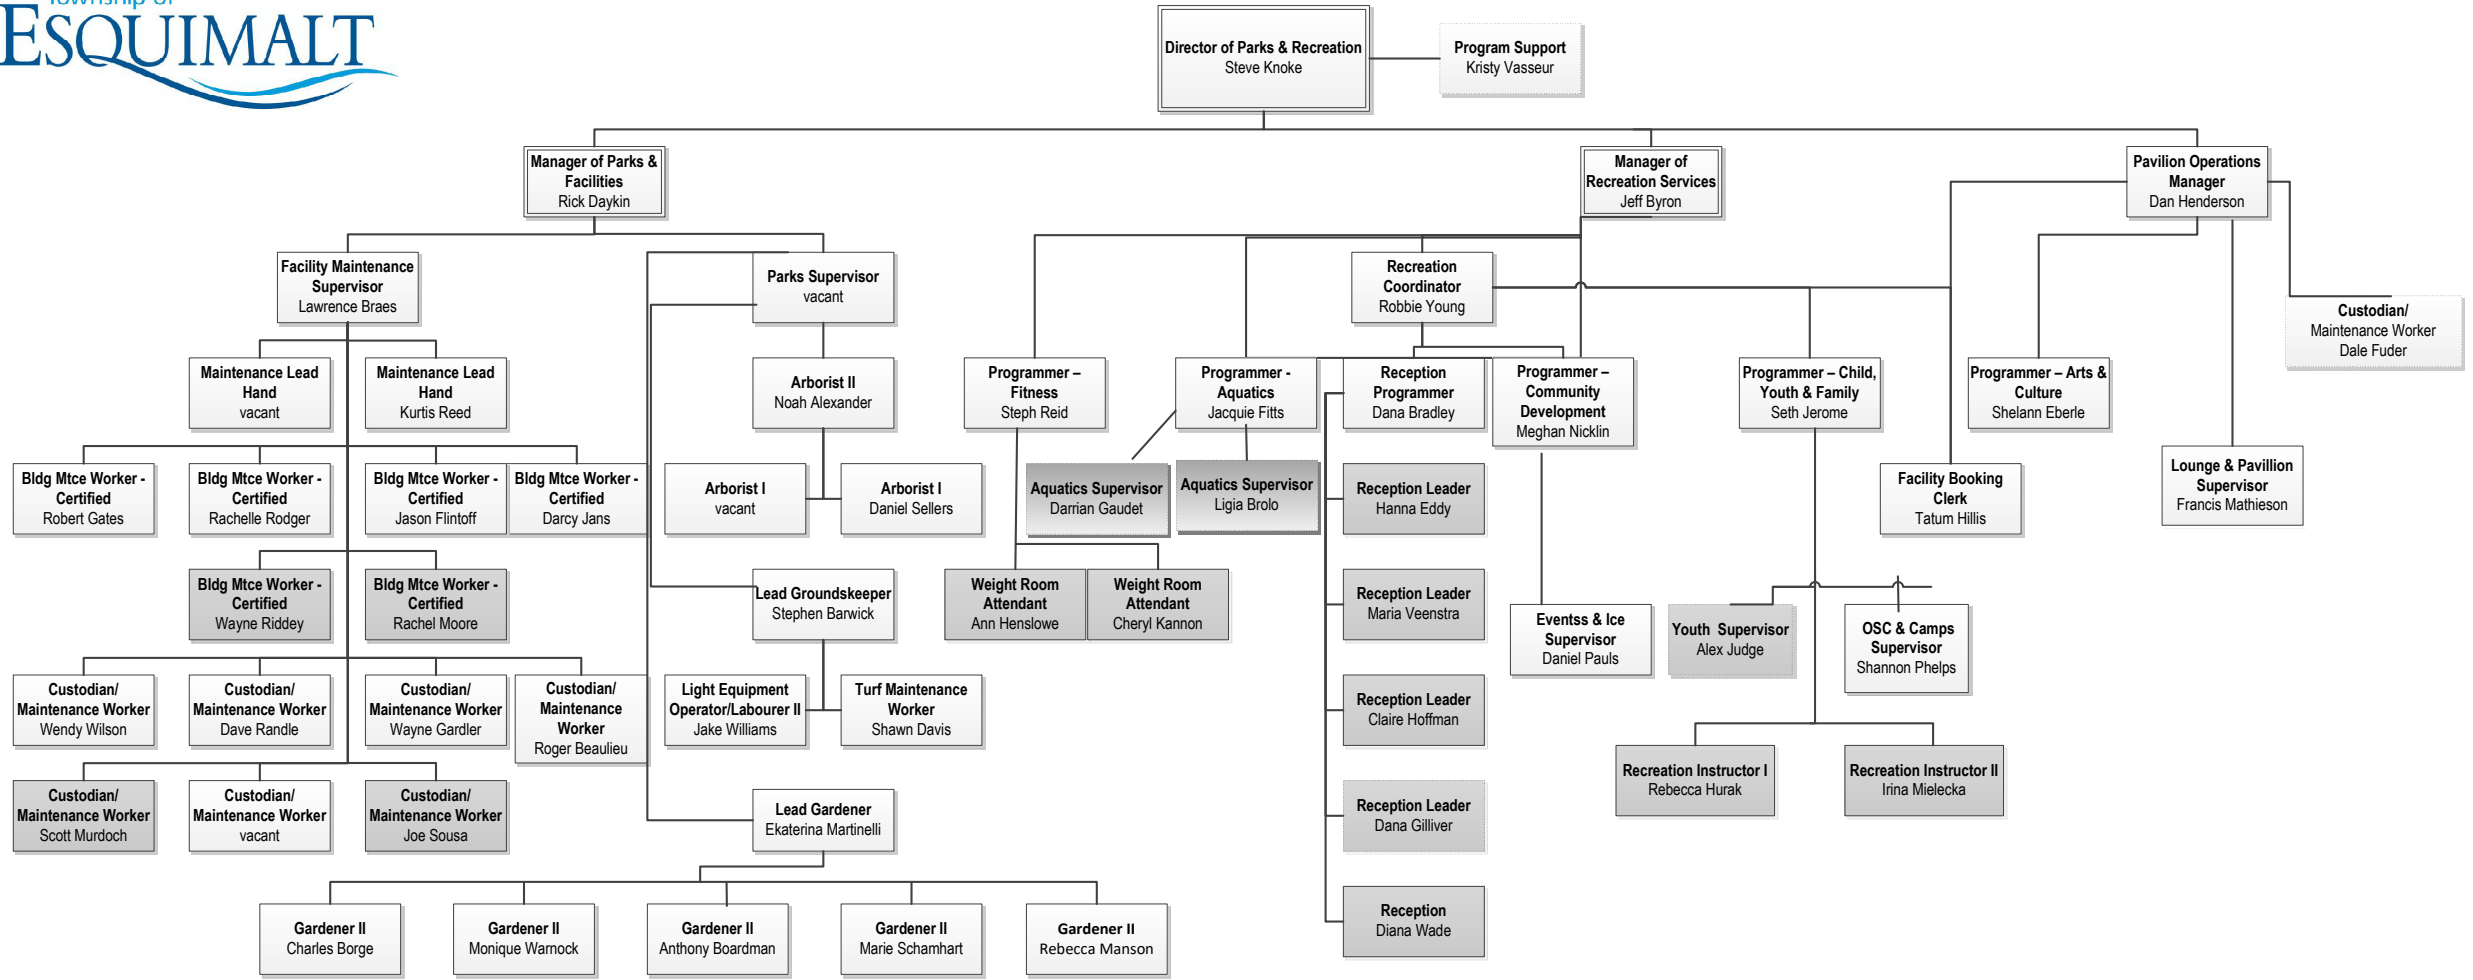 Township of
ESQUIMALT
Director of Parks & Recreation
Steve Knoke
Program Support
Kristy Vasseur
Manager of Parks &
Facilities
Rick Daykin
Manager of
Recreation Services
Jeff Byron
Pavilion Operations
Manager
Dan Henderson
Facility Maintenance
Supervisor
Lawrence Braes
Parks Supervisor
vacant
Recreation
Coordinator
Robbie Young
Custodian/
Maintenance Worker
Dale Fuder
Maintenance Lead
Hand
vacant
Maintenance Lead
Hand
Kurtis Reed
Arborist II
Noah Alexander
Programmer –
Fitness
Steph Reid
Programmer -
Aquatics
Jacquie Fitts
Reception
Programmer
Dana Bradley
Programmer –
Community
Development
Meghan Nicklin
Programmer – Child,
Youth & Family
Seth Jerome
Programmer – Arts &
Culture
Shelann Eberle
Bldg Mtce Worker -
Certified
Robert Gates
Bldg Mtce Worker -
Certified
Rachelle Rodger
Bldg Mtce Worker -
Certified
Jason Flintoff
Bldg Mtce Worker -
Certified
Darcy Jans
Arborist I
vacant
Arborist I
Daniel Sellers
Aquatics Supervisor
Darrian Gaudet
Aquatics Supervisor
Ligia Brolo
Reception Leader
Hanna Eddy
Facility Booking
Clerk
Tatum Hillis
Lounge & Pavillion
Supervisor
Francis Mathieson
Bldg Mtce Worker -
Certified
Wayne Riddey
Bldg Mtce Worker -
Certified
Rachel Moore
Lead Groundskeeper
Stephen Barwick
Weight Room
Attendant
Ann Henslowe
Weight Room
Attendant
Cheryl Kannon
Reception Leader
Maria Veenstra
Eventss & Ice
Supervisor
Daniel Pauls
Youth  Supervisor
Alex Judge
OSC & Camps
Supervisor
Shannon Phelps
Custodian/
Maintenance Worker
Wendy Wilson
Custodian/
Maintenance Worker
Dave Randle
Custodian/
Maintenance Worker
Wayne Gardler
Custodian/
Maintenance
Worker
Roger Beaulieu
Light Equipment
Operator/Labourer II
Jake Williams
Turf Maintenance
Worker
Shawn Davis
Reception Leader
Claire Hoffman
Recreation Instructor I
Rebecca Hurak
Recreation Instructor II
Irina Mielecka
Custodian/
Maintenance Worker
Scott Murdoch
Custodian/
Maintenance Worker
vacant
Custodian/
Maintenance Worker
Joe Sousa
Lead Gardener
Ekaterina Martinelli
Reception Leader
Dana Gilliver
Gardener II
Charles Borge
Gardener II
Monique Warnock
Gardener II
Anthony Boardman
Gardener II
Marie Schamhart
Gardener II
Rebecca Manson
Reception
Diana Wade